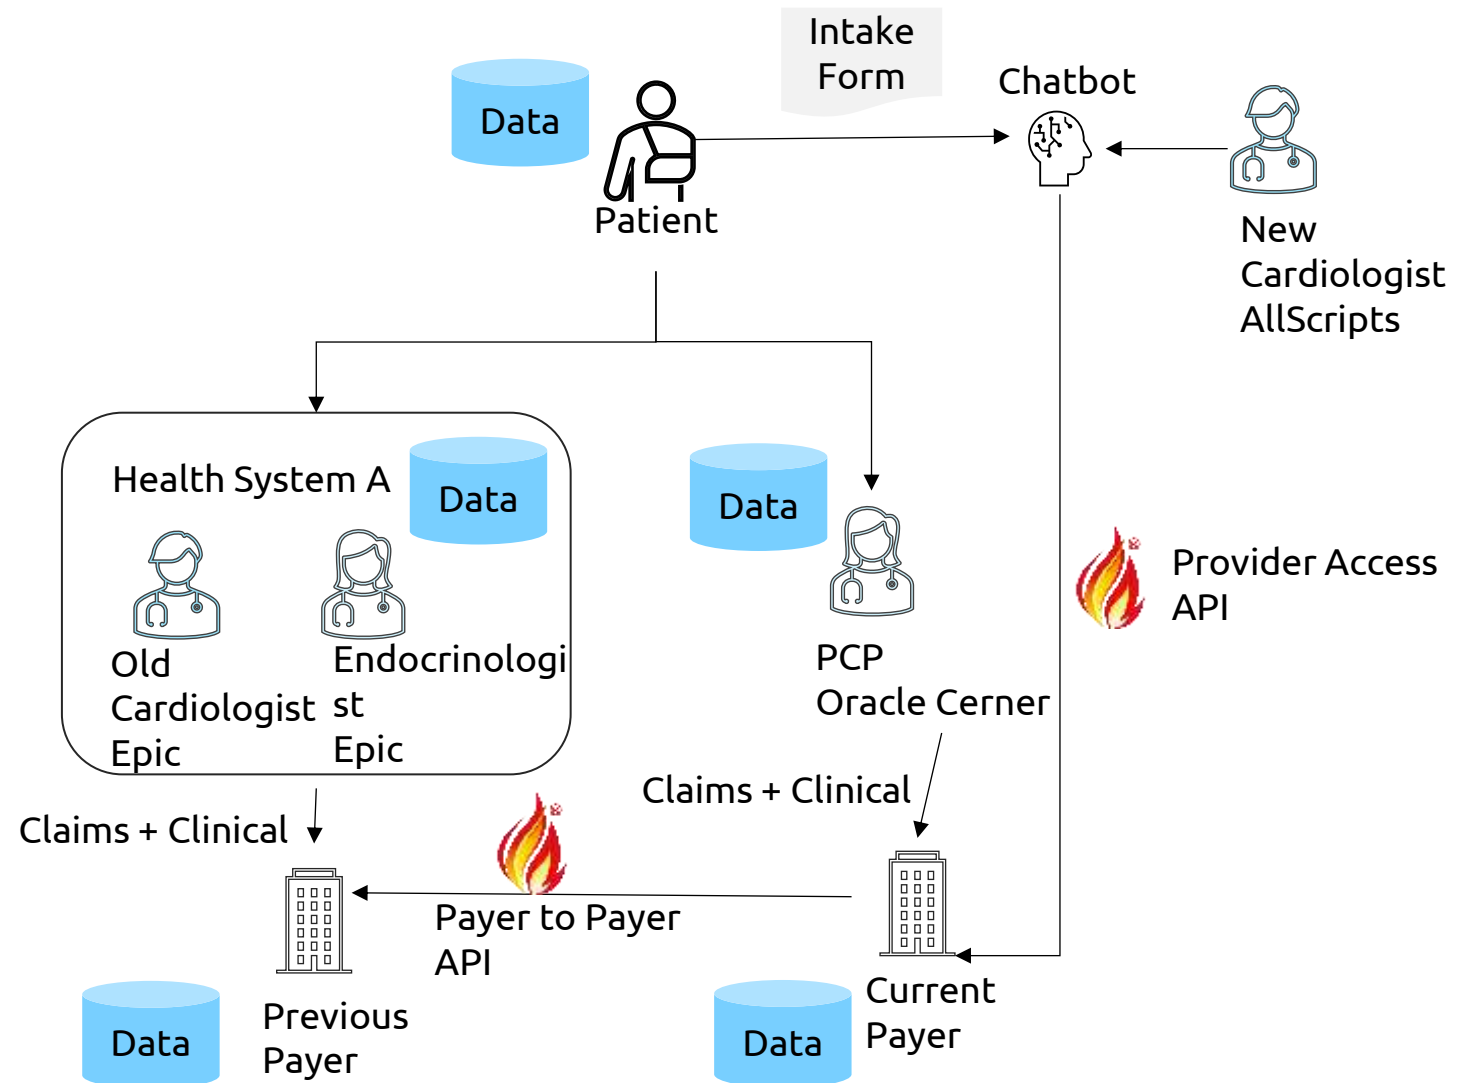 Intake
Form
Data
Chatbot
Patient
New
Cardiologist
AllScripts
Health System A
Data
Data
Provider Access
API
Old
Cardiologist
Epic
Endocrinologi
st
Epic
PCP
Oracle Cerner
Claims + Clinical
Claims + Clinical
Payer to Payer
API
Previous
Payer
Data
Current
Payer
Data